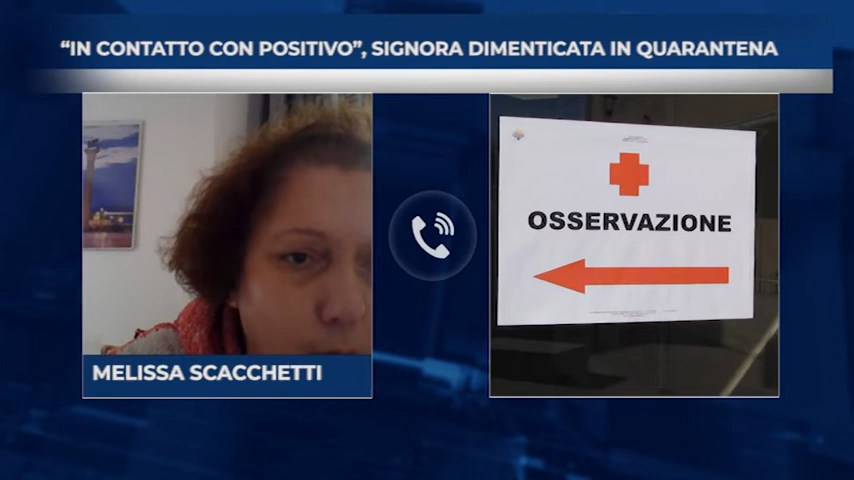 “IN CONTATTO CON POSITIVO”, SIGNORA DIMENTICATA IN QUARANTENA
OSSERVAZIONE
MELISSA SCACCHETTI